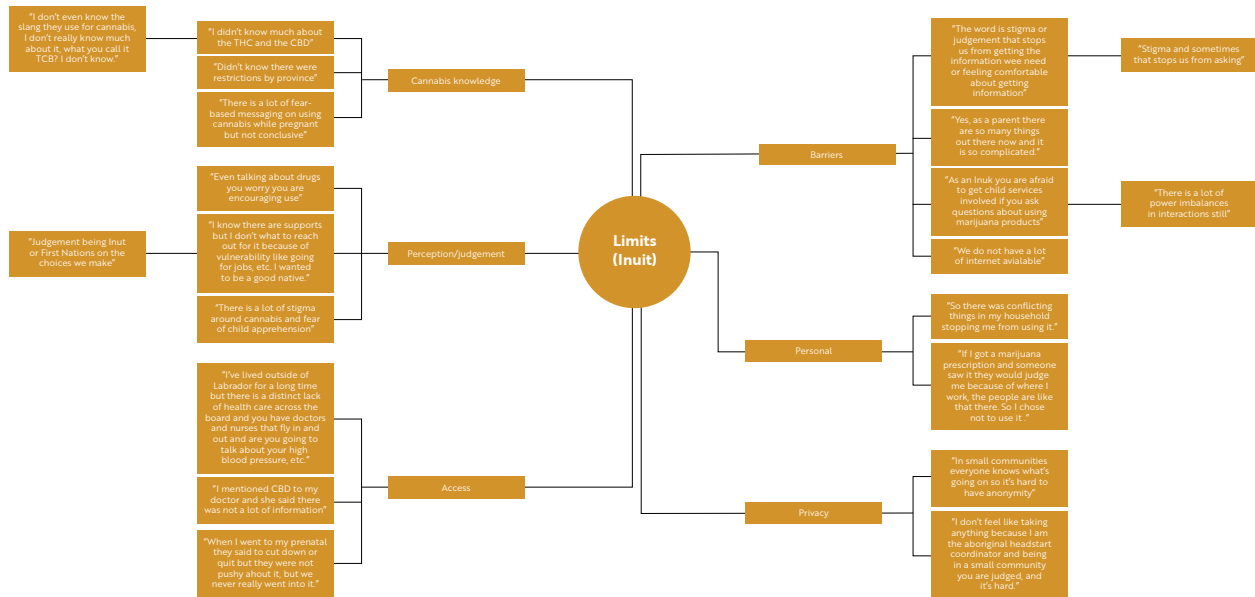 "I don't even know the
slang they use for cannabis,
I don't really know much
about it, what you call it
TCB? I don't know."
"I didn't know much about
the THC and the CBD"
"Didn't know there were
restrictions by province"
"There is a lot of fear-
based messaging on using
cannabis while pregnant
but not conclusive"
Cannabis knowledge
"Even talking about drugs
you worry you are
encouraging use"
"Judgement being Inut
or First Nations on the
choices we make"
"I know there are supports
but I don't what to reach
out for it because of
vulnerability like going
for jobs, etc. I wanted
to be a good native."
"There is a lot of stigma
around cannabis and fear
of child apprehension"
Perception/judgement
"I've lived outside of
Labrador for a long time
but there is a distinct lack
of health care across the
board and you have doctors
and nurses that fly in and
out and are you going to
talk about your high
blood pressure, etc."
"I mentioned CBD to my
doctor and she said there
was not a lot of information"
"When I went to my prenatal
they said to cut down or
quit but they were not
pushy about it, but we
never really went into it."
Access
Limits
(Inuit)
Barriers
"The word is stigma or
judgement that stops
us from getting the
information wee need
or feeling comfortable
about getting
information"
"Stigma and sometimes
that stops us from asking"
"Yes, as a parent there
are so many things
out there now and it
is so complicated."
"As an Inuk you are afraid
to get child services
involved if you ask
questions about using
marijuana products"
"There is a lot of
power imbalances
in interactions still"
"We do not have a lot
of internet avialable"
Personal
"So there was conflicting
things in my household
stopping me from using it."
"If I got a marijuana
prescription and someone
saw it they would judge
me because of where I
work, the people are like
that there. So I chose
not to use it ."
Privacy
"In small communities
everyone knows what's
going on so it's hard to
have anonymity"
"I don't feel like taking
anything because I am
the aboriginal headstart
coordinator and being
in a small community
you are judged, and
it's hard."